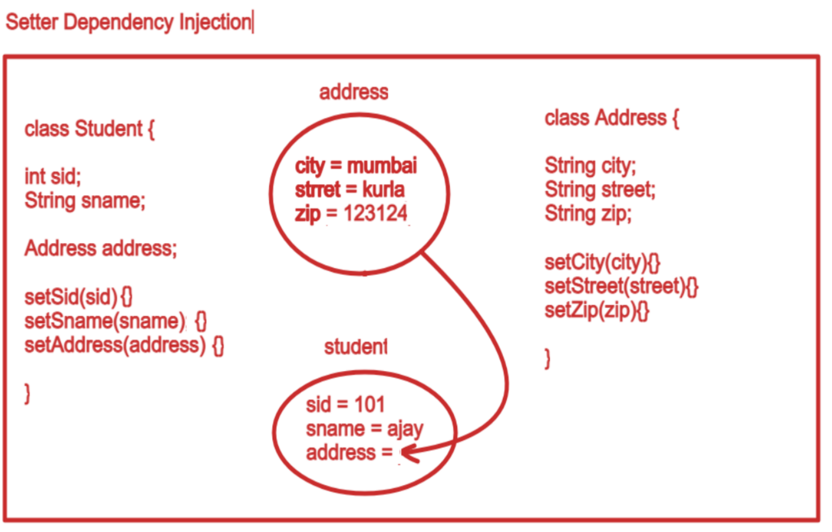 Setter Dependency Injection
class Student {
int sid;
String sname;
Address address;
setSid(sid) {}
setSname(sname) {}
setAddress(address) {}
}
address
city = mumbai
strret = kurla
zip = 123124
student
sid = 101
sname = ajay
address =
class Address {
String city;
String street;
String zip;
setCity(city){}
setStreet(street){}
setZip(zip){}
}